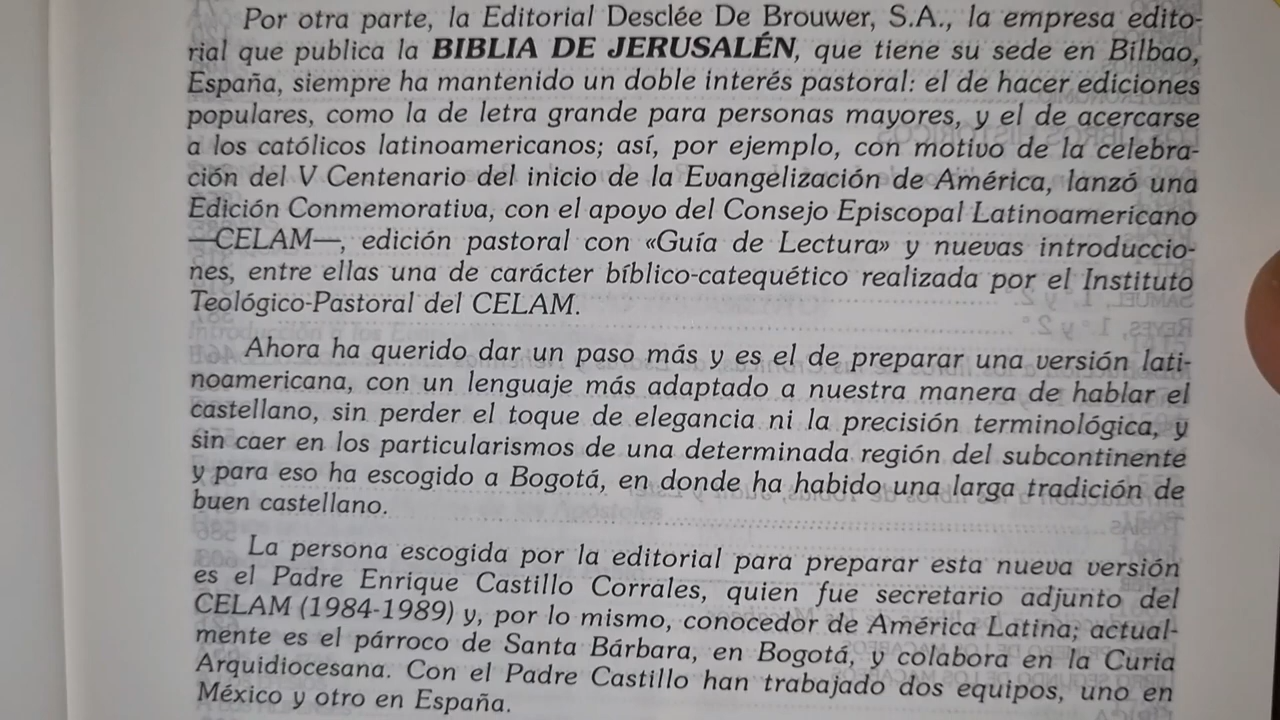 Por otra parte, la Editorial Desclée De Brouwer, S.A., la empresa edito-
rial que publica la BIBLIA DE JERUSALÉN, que tiene su sede en Bilbao,
España, siempre ha mantenido un doble interés pastoral: el de hacer ediciones
populares, como la de letra grande para personas mayores, y el de acercarse
a los católicos latinoamericanos; así, por ejemplo, con motivo de la celebra-
ción del V Centenario del inicio de la Evangelización de América, lanzó una
Edición Conmemorativa, con el apoyo del Consejo Episcopal Latinoamericano
—CELAM—, edición pastoral con «Guía de Lectura» y nuevas introduccio-
nes, entre ellas una de carácter bíblico-catequético realizada por el Instituto
Teológico-Pastoral del CELAM.
Ahora ha querido dar un paso más y es el de preparar una versión lati-
noamericana, con un lenguaje más adaptado a nuestra manera de hablar el
castellano, sin perder el toque de elegancia ni la precisión terminológica, y
sin caer en los particularismos de una determinada región del subcontinente
y para eso ha escogido a Bogotá, en donde ha habido una larga tradición de
buen castellano.
La persona escogida por la editorial para preparar esta nueva versión
es el Padre Enrique Castillo Corrales, quien fue secretario adjunto del
CELAM (1984-1989) y, por lo mismo, conocedor de América Latina; actual-
mente es el párroco de Santa Bárbara, en Bogotá, y colabora en la Curia
Arquidiocesana. Con el Padre Castillo han trabajado dos equipos, uno en
México y otro en España.